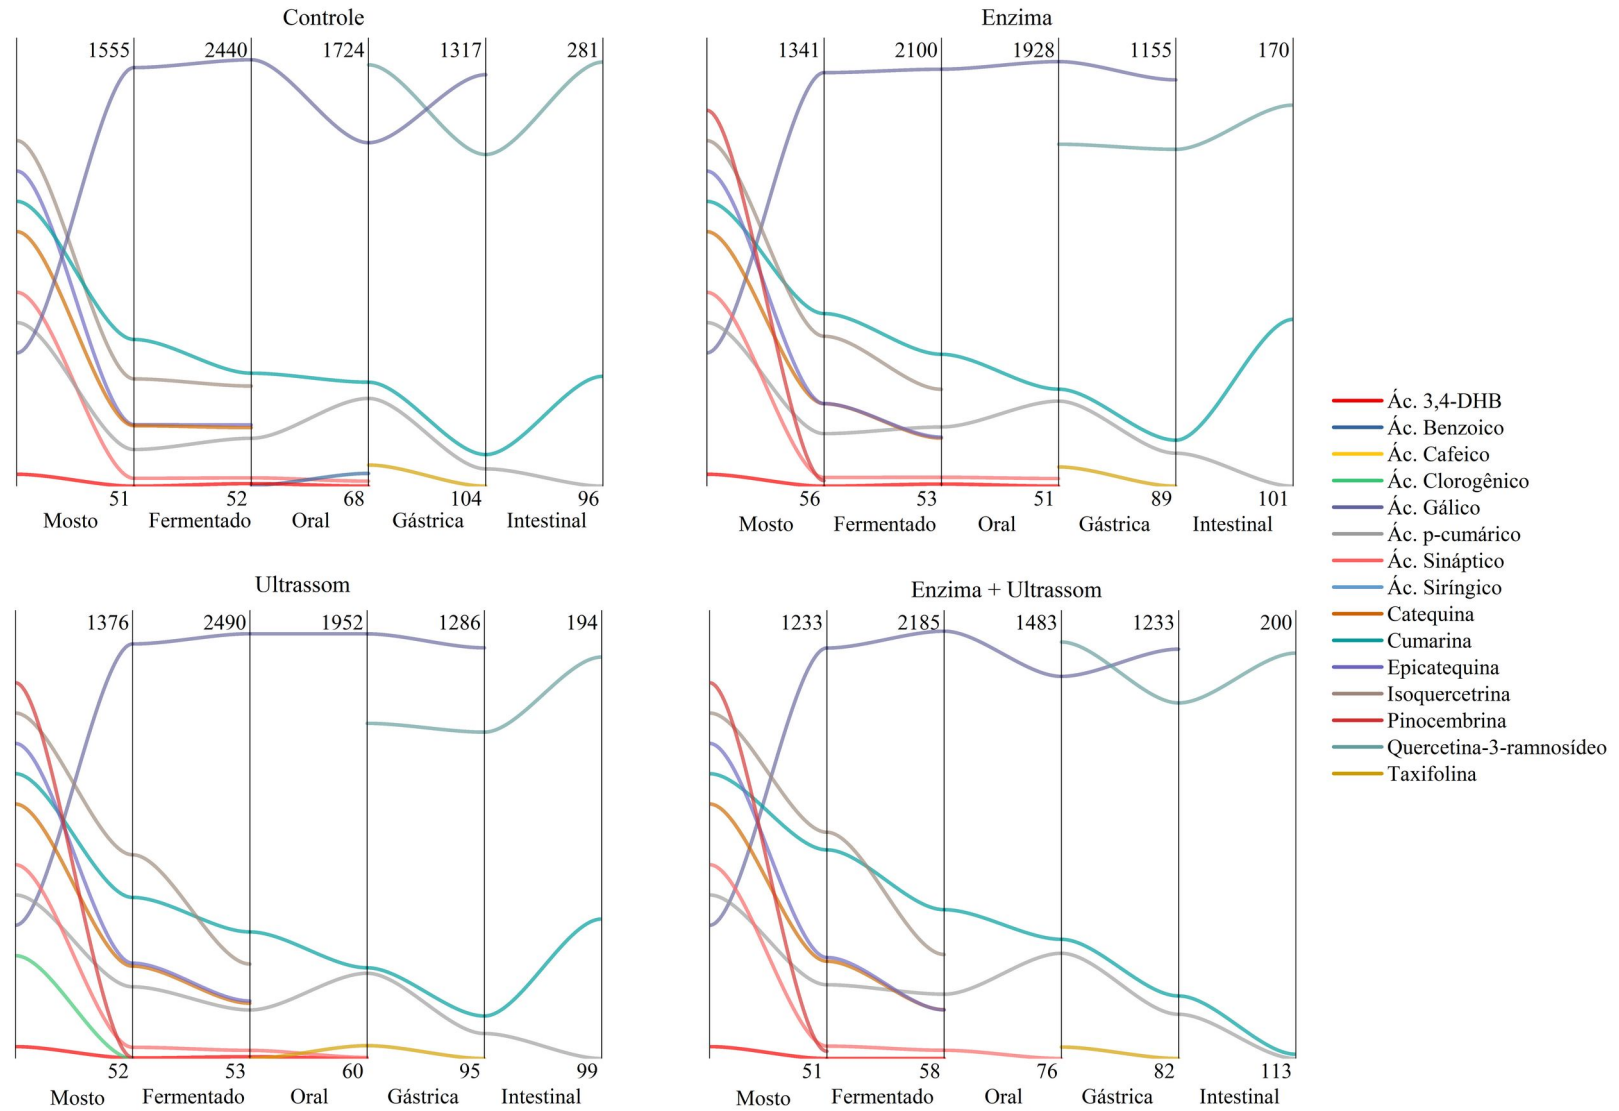 Controle
1555 2440 1724 1317 281
51 52 68 104 96
Mosto Fermentado Oral Gástrica Intestinal
Enzima
1341 2100 1928 1155 170
56 53 51 89 101
Mosto Fermentado Oral Gástrica Intestinal
Ultrassom
1376 2490 1952 1286 194
52 53 60 95 99
Mosto Fermentado Oral Gástrica Intestinal
Enzima + Ultrassom
1233 2185 1483 1233 200
51 58 76 82 113
Mosto Fermentado Oral Gástrica Intestinal
Ác. 3,4-DHB
Ác. Benzoico
Ác. Cafeico
Ác. Clorogênico
Ác. Gálico
Ác. p-cumárico
Ác. Sináptico
Ác. Siríngico
Catequina
Cumarina
Epicatequina
Isoquercetrina
Pinocembrina
Quercetina-3-ramnosídeo
Taxifolina